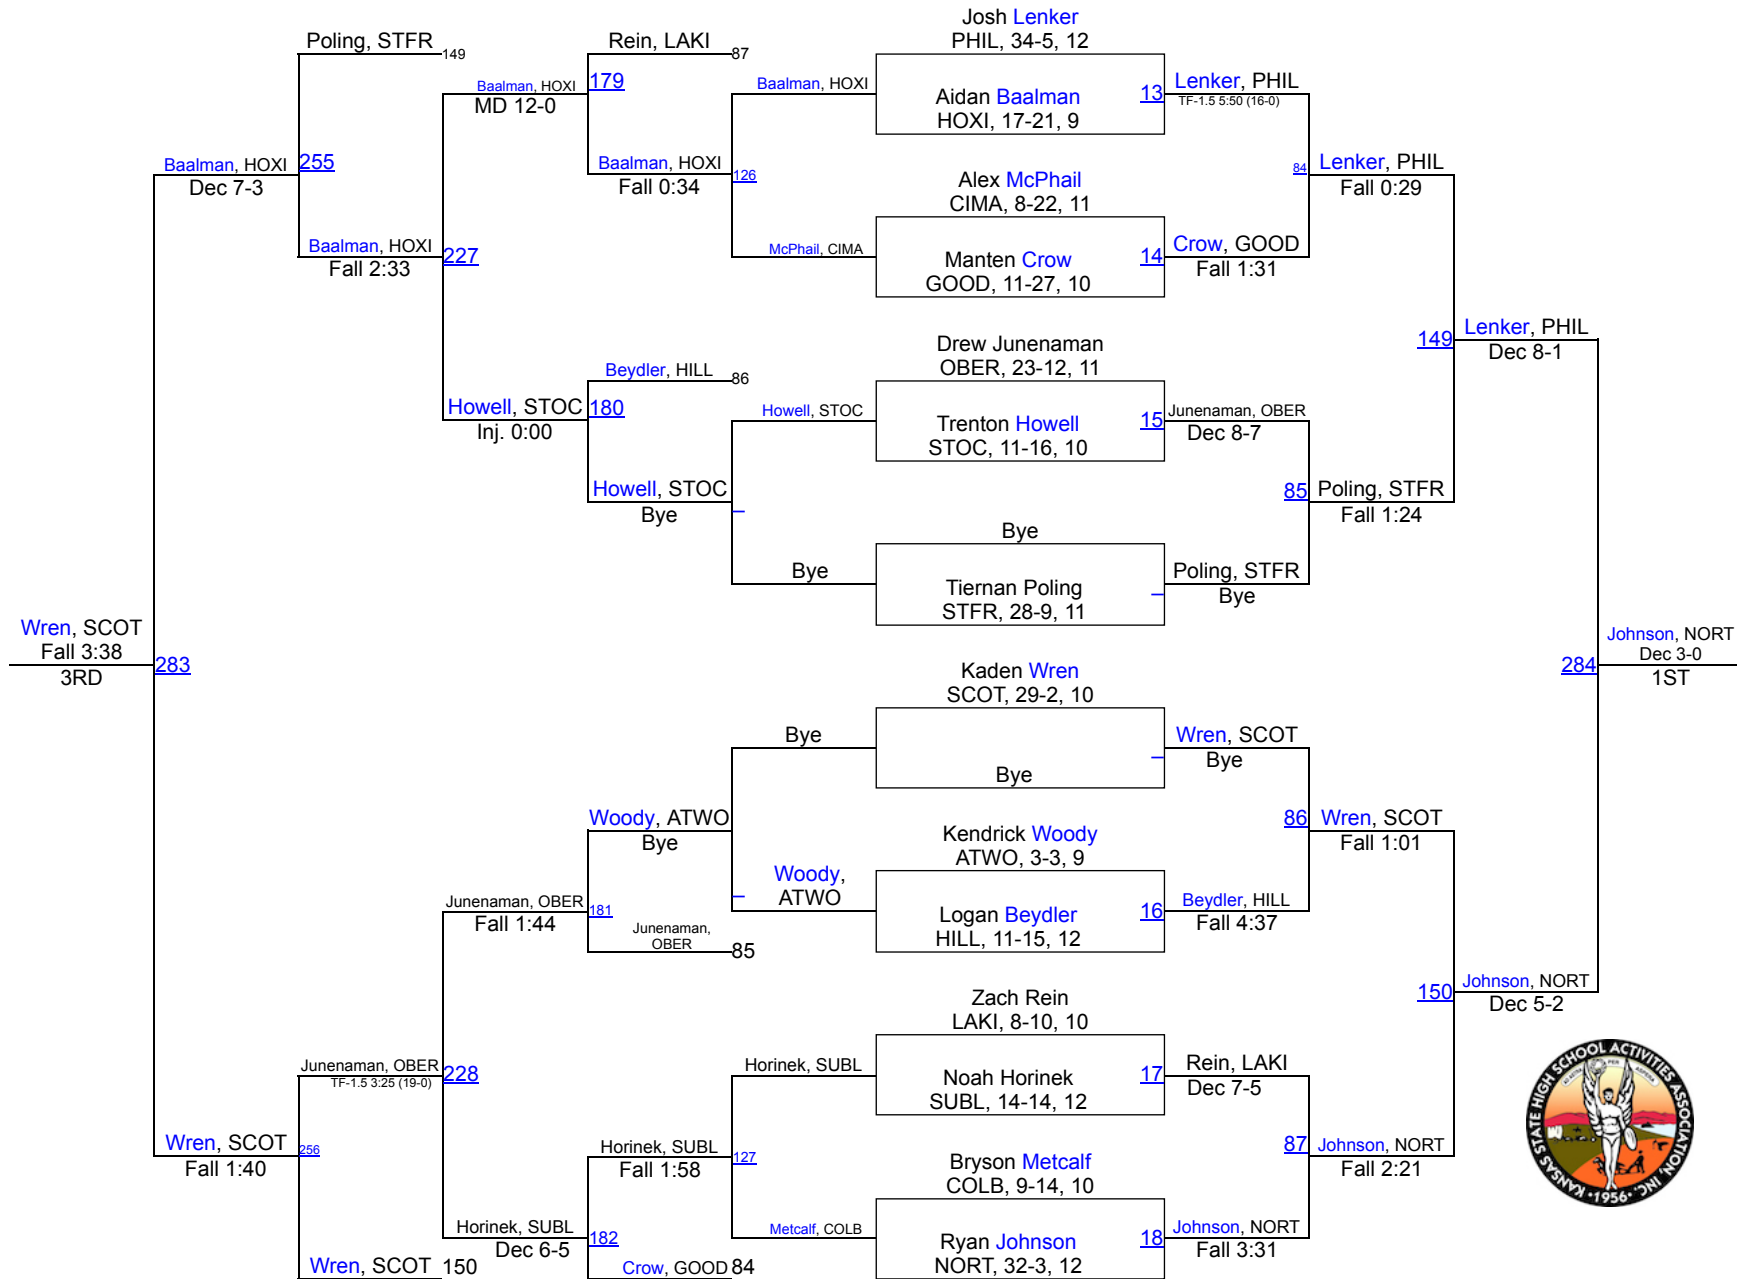 Josh Lenker
PHIL, 34-5, 12
Aidan Baalman
HOXI, 17-21, 9
13
Alex McPhail
CIMA, 8-22, 11
Manten Crow
GOOD, 11-27, 10
14
Drew Junenaman
OBER, 23-12, 11
Trenton Howell
STOC, 11-16, 10
15
Bye
Tiernan Poling
STFR, 28-9, 11
Kaden Wren
SCOT, 29-2, 10
Bye
Kendrick Woody
ATWO, 3-3, 9
Logan Beydler
HILL, 11-15, 12
16
Zach Rein
LAKI, 8-10, 10
Noah Horinek
SUBL, 14-14, 12
17
Bryson Metcalf
COLB, 9-14, 10
Ryan Johnson
NORT, 32-3, 12
18
Lenker, PHIL
TF-1.5 5:50 (16-0)
Crow, GOOD
Fall 1:31
Junenaman, OBER
Dec 8-7
Poling, STFR
Bye
Wren, SCOT
Bye
Beydler, HILL
Fall 4:37
Rein, LAKI
Dec 7-5
Johnson, NORT
Fall 3:31
84
Lenker, PHIL
Fall 0:29
85
Poling, STFR
Fall 1:24
86
Wren, SCOT
Fall 1:01
87
Johnson, NORT
Fall 2:21
149
Lenker, PHIL
Dec 8-1
150
Johnson, NORT
Dec 5-2
284
Johnson, NORT
Dec 3-0
1ST
Baalman, HOXI
McPhail, CIMA
Howell, STOC
Bye
Bye
Woody,
ATWO
Horinek, SUBL
Metcalf, COLB
Rein, LAKI
87
Baalman, HOXI
Fall 0:34
126
Beydler, HILL
86
Howell, STOC
Bye
Woody, ATWO
Bye
Junenaman,
OBER
85
Horinek, SUBL
Fall 1:58
127
Crow, GOOD
84
Baalman, HOXI
MD 12-0
179
Howell, STOC
Inj. 0:00
180
Junenaman, OBER
Fall 1:44
181
Horinek, SUBL
Dec 6-5
182
Poling, STFR
149
Baalman, HOXI
Fall 2:33
227
Junenaman, OBER
TF-1.5 3:25 (19-0)
228
Wren, SCOT
150
Baalman, HOXI
Dec 7-3
255
Wren, SCOT
Fall 1:40
256
Wren, SCOT
Fall 3:38
3RD
283
KANSAS STATE HIGH SCHOOL ACTIVITIES ASSOCIATION, INC.
•1956•